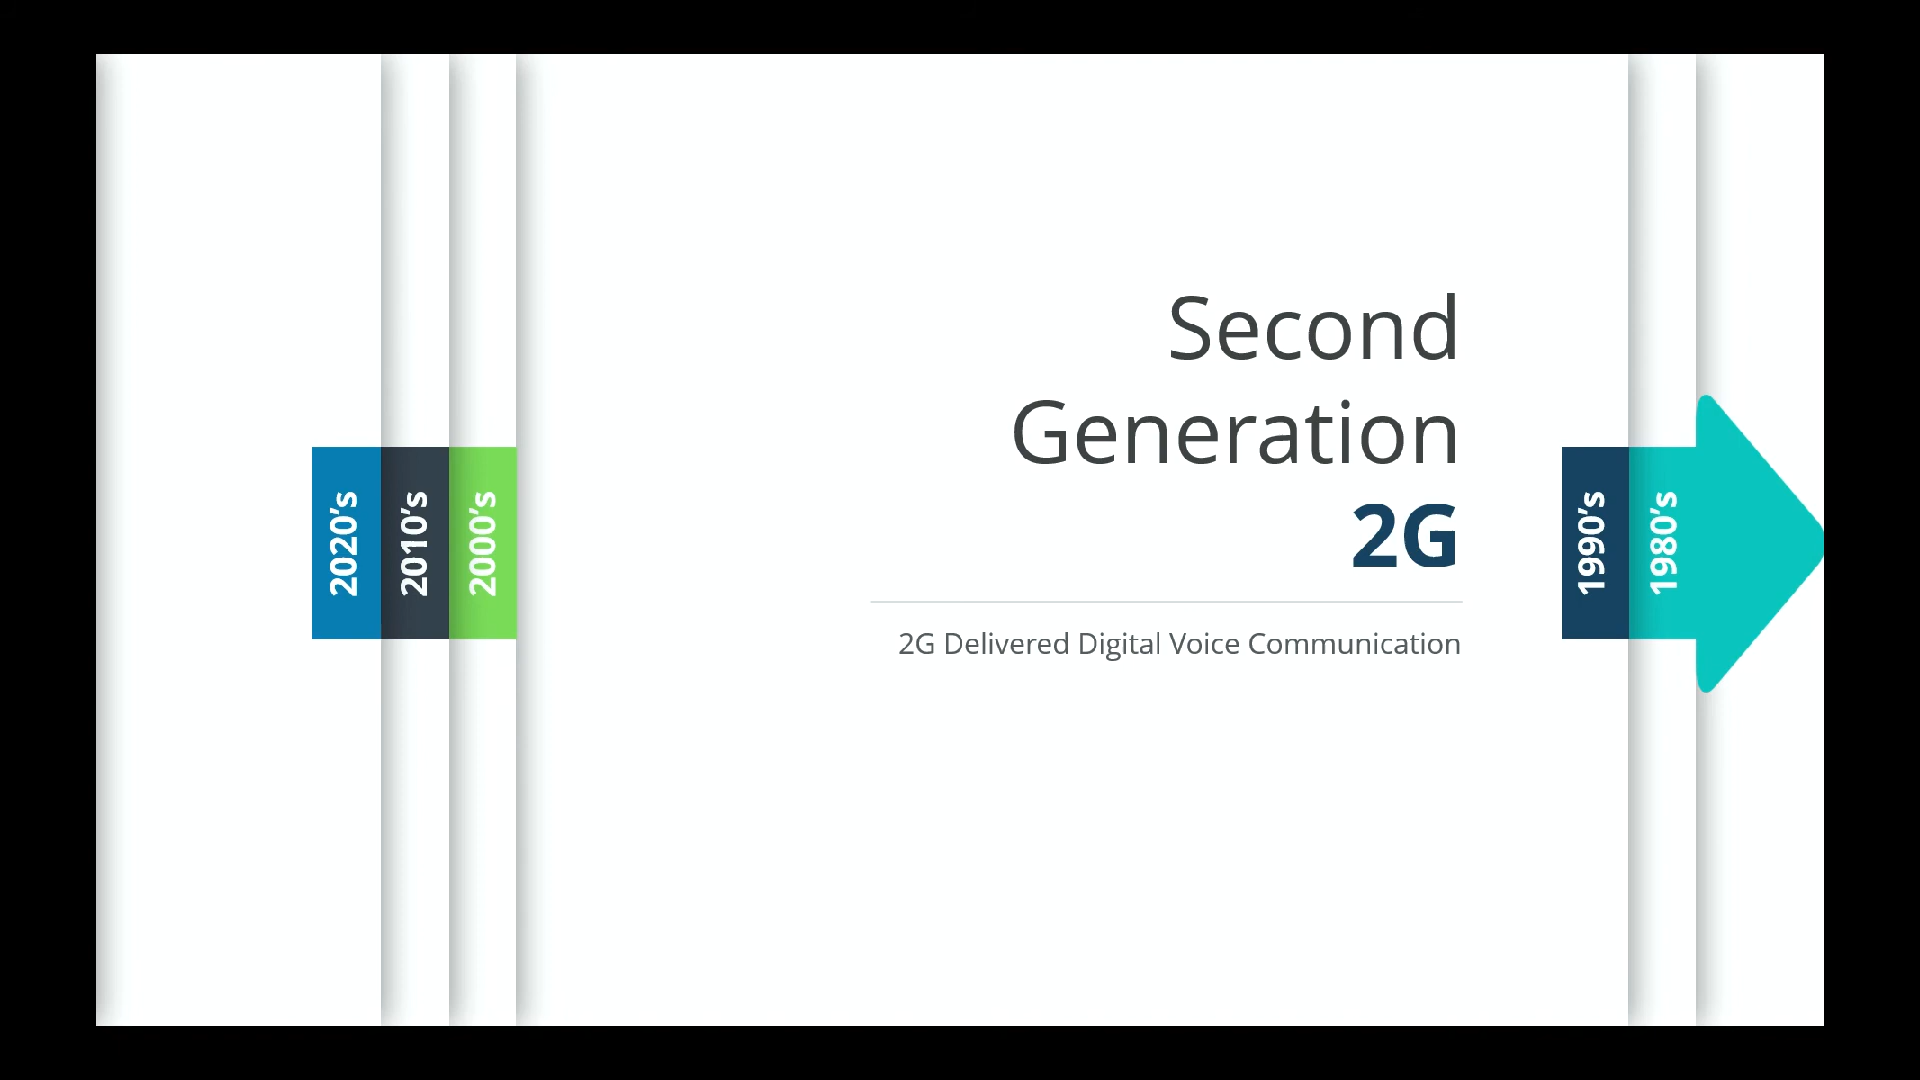 2020's
2010's
2000's
Second
Generation
2G
2G Delivered Digital Voice Communication
1990's
1980's